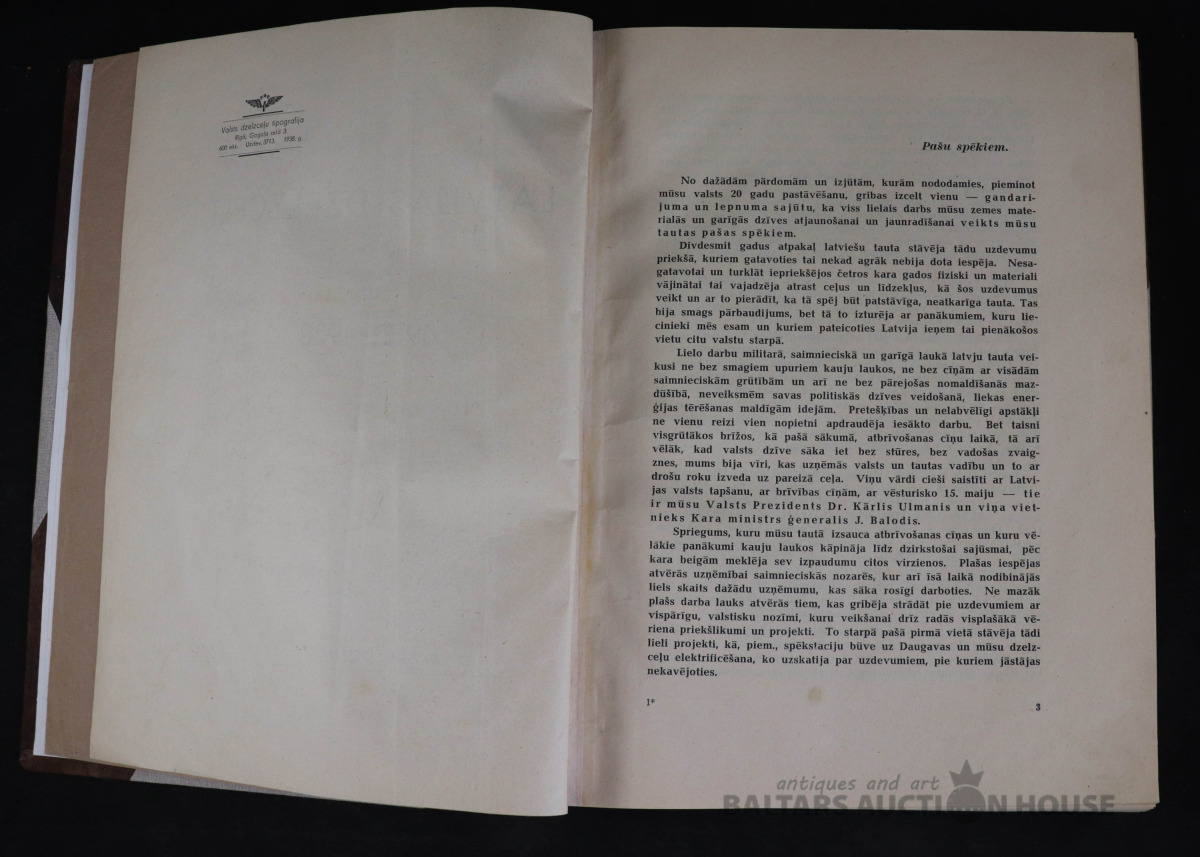 Valsts dzelzceļu tipografija
Rīgā, Gogoļa ielā 3
600 eks. Uzdev. 8713. 1938. g.
Pašu spēkiem.
No dažādām pārdomām un izjūtām, kurām nododamies, pieminot
mūsu valsts 20 gadu pastāvēšanu, gribas izcelt vienu — gandari-
juma un lepnuma sajūtu, ka viss lielais darbs mūsu zemes mate-
rialās un garīgās dzīves atjaunošanai un jaunradīšanai veikts mūsu
tautas pašas spēkiem.
Divdesmit gadus atpakaļ latviešu tauta stāvēja tādu uzdevumu
priekšā, kuriem gatavoties tai nekad agrāk nebija dota iespēja. Nesa-
gatavotai un turklāt iepriekšējos četros kara gados fiziski un materiali
vājinātai tai vajadzēja atrast ceļus un līdzekļus, kā šos uzdevumus
veikt un ar to pierādīt, ka tā spēj būt patstāvīga, neatkarīga tauta. Tas
bija smags pārbaudījums, bet tā to izturēja ar panākumiem, kuru lie-
cinieki mēs esam un kuriem pateicoties Latvija ieņem tai pienākošos
vietu citu valstu starpā.
Lielo darbu militarā, saimnieciskā un garīgā laukā latvju tauta vei-
kusi ne bez smagiem upuriem kauju laukos, ne bez cīņām ar visādām
saimnieciskām grūtībām un arī ne bez pārejošas nomaldīšanās maz-
dūšībā, neveiksmēm savas politiskās dzīves veidošanā, liekas ener-
ģijas tērēšanas maldīgām idejām. Pretešķības un nelabvēlīgi apstākļi
ne vienu reizi vien nopietni apdraudēja iesākto darbu. Bet taisni
visgrūtākos brīžos, kā pašā sākumā, atbrīvošanas cīņu laikā, tā arī
vēlāk, kad valsts dzīve sāka iet bez stūres, bez vadošas zvaig-
znes, mums bija vīri, kas uzņēmās valsts un tautas vadību un to ar
drošu roku izveda uz pareizā ceļa. Viņu vārdi cieši saistīti ar Latvi-
jas valsts tapšanu, ar brīvības cīņām, ar vēsturisko 15. maiju — tie
ir mūsu Valsts Prezidents Dr. Kārlis Ulmanis un viņa viet-
nieks Kara ministrs ģeneralis J. Balodis.
Spriegums, kuru mūsu tautā izsauca atbrīvošanas cīņas un kuru vē-
lākie panākumi kauju laukos kāpināja līdz dzirkstošai sajūsmai, pēc
kara beigām meklēja sev izpaudumu citos virzienos. Plašas iespējas
atvērās uzņēmībai saimnieciskās nozarēs, kur arī īsā laikā nodibinājās
liels skaits dažādu uzņēmumu, kas sāka rosīgi darboties. Ne mazāk
plašs darba lauks atvērās tiem, kas gribēja strādāt pie uzdevumiem ar
vispārīgu, valstisku nozīmi, kuru veikšanai drīz radās visplašākā vē-
riena priekšlikumi un projekti. To starpā pašā pirmā vietā stāvēja tādi
lieli projekti, kā, piem., spēkstaciju būve uz Daugavas un mūsu dzelz-
ceļu elektrificēšana, ko uzskatija par uzdevumiem, pie kuriem jāstājas
nekavējoties.
1*
3
antiques and art
BALTARS AUCTION HOUSE